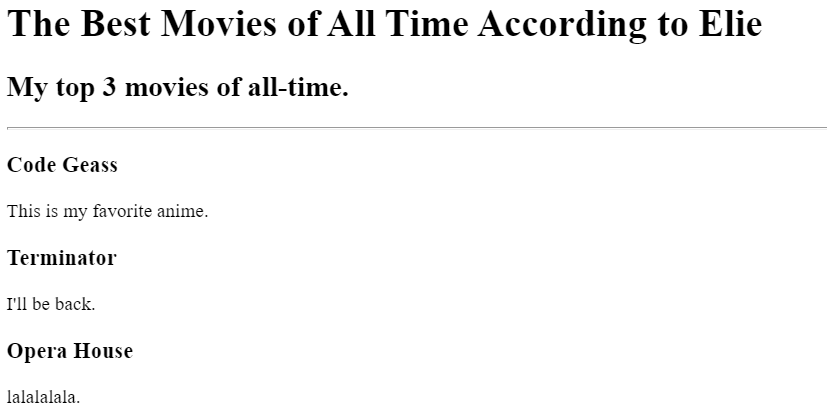 The Best Movies of All Time According to Elie
My top 3 movies of all-time.
Code Geass
This is my favorite anime.
Terminator
I'll be back.
Opera House
lalalalala.